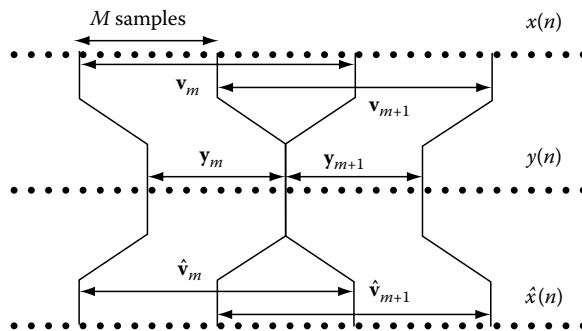 M samples
x(n)
v_m
v_{m+1}
y_m
y_{m+1}
y(n)
v̂_m
v̂_{m+1}
x̂(n)